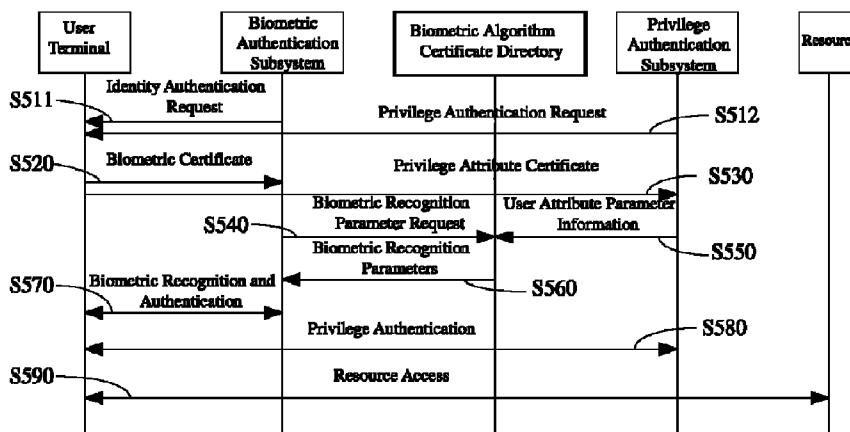 User
Terminal
Biometric
Authentication
Subsystem
Biometric Algorithm
Certificate Directory
Privilege
Authentication
Subsystem
Resource
S511
Identity Authentication
Request
Privilege Authentication Request
S512
S520
Biometric Certificate
Privilege Attribute Certificate
S530
S540
Biometric Recognition
Parameter Request
User Attribute Parameter
Information
S550
Biometric Recognition
Parameters
S560
S570
Biometric Recognition and
Authentication
Privilege Authentication
S580
S590
Resource Access